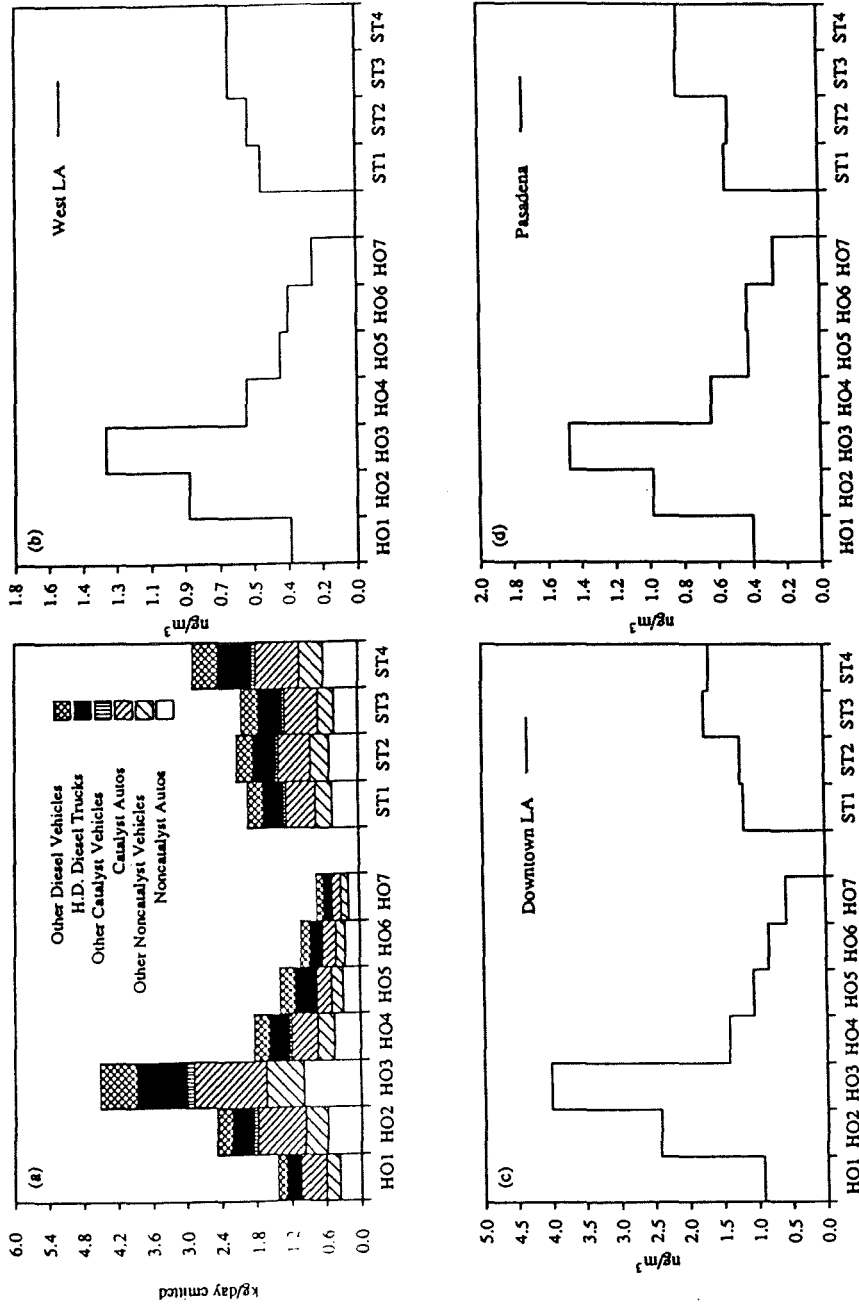 (a)
6.0
4.8
4.2
3.6
3.0
2.4
1.8
1.2
0.6
0.0
kg/day emitted
Other Diesel Vehicles
H.D. Diesel Trucks
Other Catalyst Vehicles
Catalyst Autos
Other Noncatalyst Vehicles
Noncatalyst Autos
HO1 HO2 HO3 HO4 HO5 HO6 HO7 ST1 ST2 ST3 ST4
(b)
1.8
1.6
1.4
1.3
1.1
0.9
0.7
0.5
0.4
0.2
0.0
ng/m³
West LA
HO1 HO2 HO3 HO4 HO5 HO6 HO7 ST1 ST2 ST3 ST4
(c)
5.0
4.5
4.0
3.5
3.0
2.5
2.0
1.5
1.0
0.5
0.0
ng/m³
Downtown LA
HO1 HO2 HO3 HO4 HO5 HO6 HO7 ST1 ST2 ST3 ST4
(d)
2.0
1.8
1.6
1.4
1.2
1.0
0.8
0.6
0.4
0.2
0.0
ng/m³
Pasadena
HO1 HO2 HO3 HO4 HO5 HO6 HO7 ST1 ST2 ST3 ST4